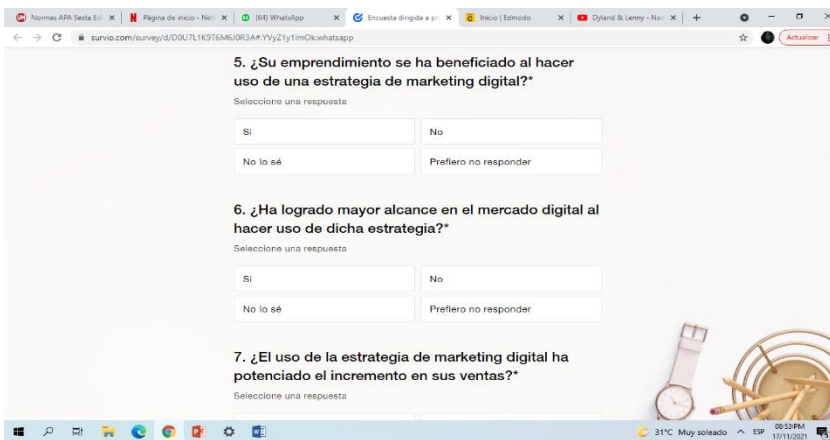 Normas APA Sexta Edi
Página de inicio - Net
(64) WhatsApp
Encuesta dirigida a p
Inicio | Edmodo
Dyland & Lenny - Na
survio.com/survey/d/D0U7L1K9T6M6J0R3A#.YVyZ1y1ImOk.whatsapp
Actualizar
5. ¿Su emprendimiento se ha beneficiado al hacer
uso de una estrategia de marketing digital?*
Seleccione una respuesta
Si
No
No lo sé
Prefiero no responder
6. ¿Ha logrado mayor alcance en el mercado digital al
hacer uso de dicha estrategia?*
Seleccione una respuesta
Si
No
No lo sé
Prefiero no responder
7. ¿El uso de la estrategia de marketing digital ha
potenciado el incremento en sus ventas?*
Seleccione una respuesta
31°C Muy soleado
ESP
08:53 PM
17/11/2021